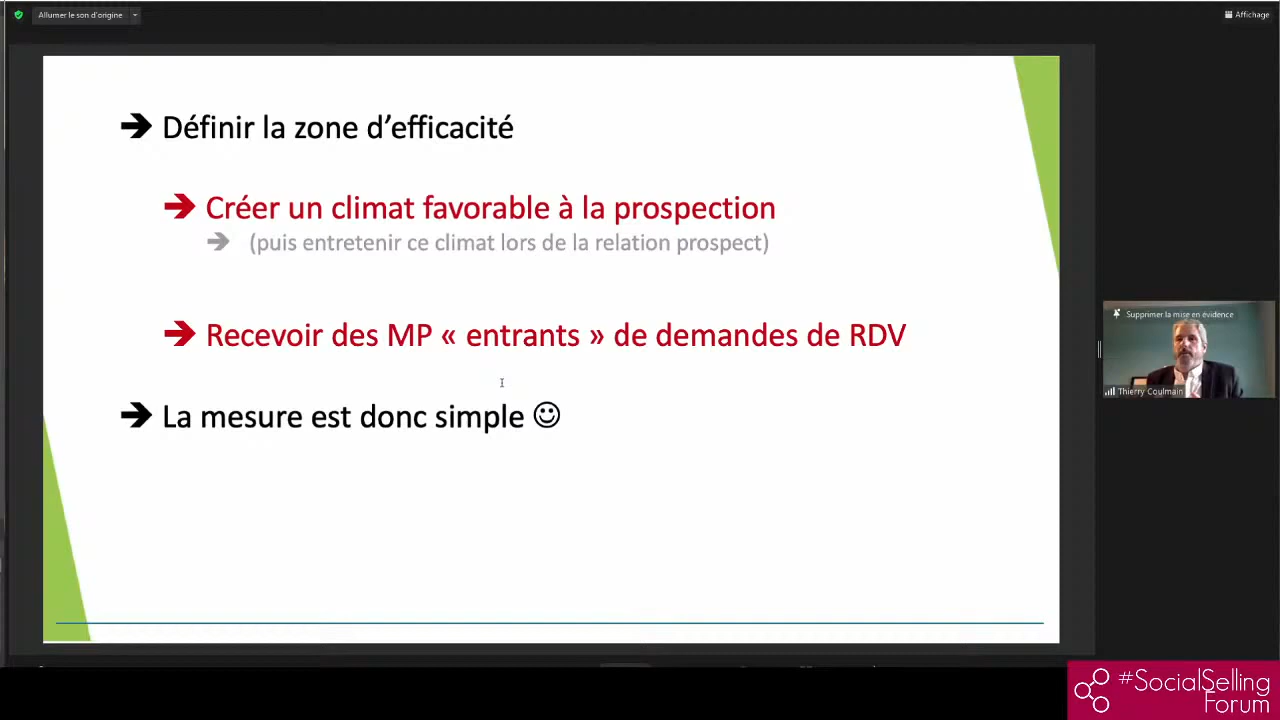 Allumer le son d'origine
Affichage
➔ Définir la zone d'efficacité
➔ Créer un climat favorable à la prospection
➔ (puis entretenir ce climat lors de la relation prospect)
➔ Recevoir des MP « entrants » de demandes de RDV
➔ La mesure est donc simple ☺
Supprimer la mise en évidence
Thierry Coulmain
#SocialSelling
Forum